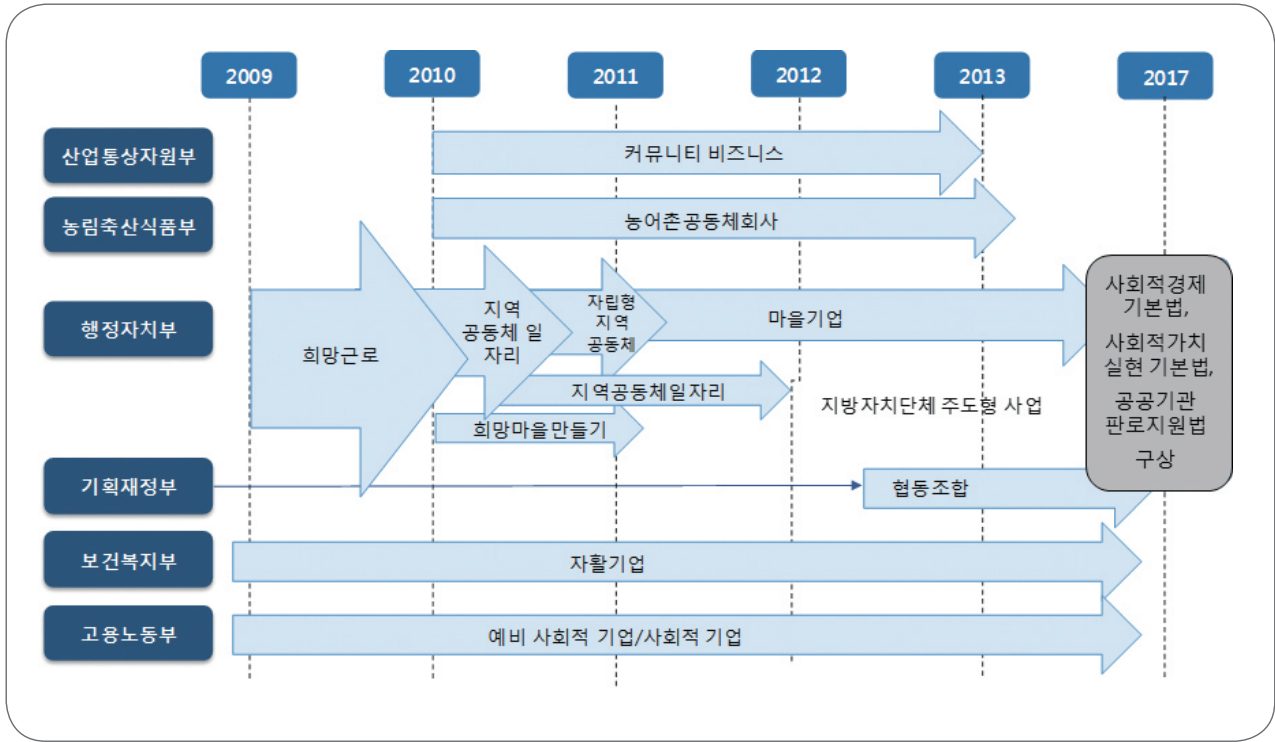 2009
2010
2011
2012
2013
2017
산업통상자원부
커뮤니티 비즈니스
농림축산식품부
농어촌공동체회사
행정자치부
희망근로
지역
공동체 일
자리
자립형
지역
공동체
마을기업
지역공동체일자리
희망마을만들기
지방자치단체 주도형 사업
사회적경제
기본법,
사회적가치
실현 기본법,
공공기관
판로지원법
구상
기획재정부
협동조합
보건복지부
자활기업
고용노동부
예비 사회적 기업/사회적 기업